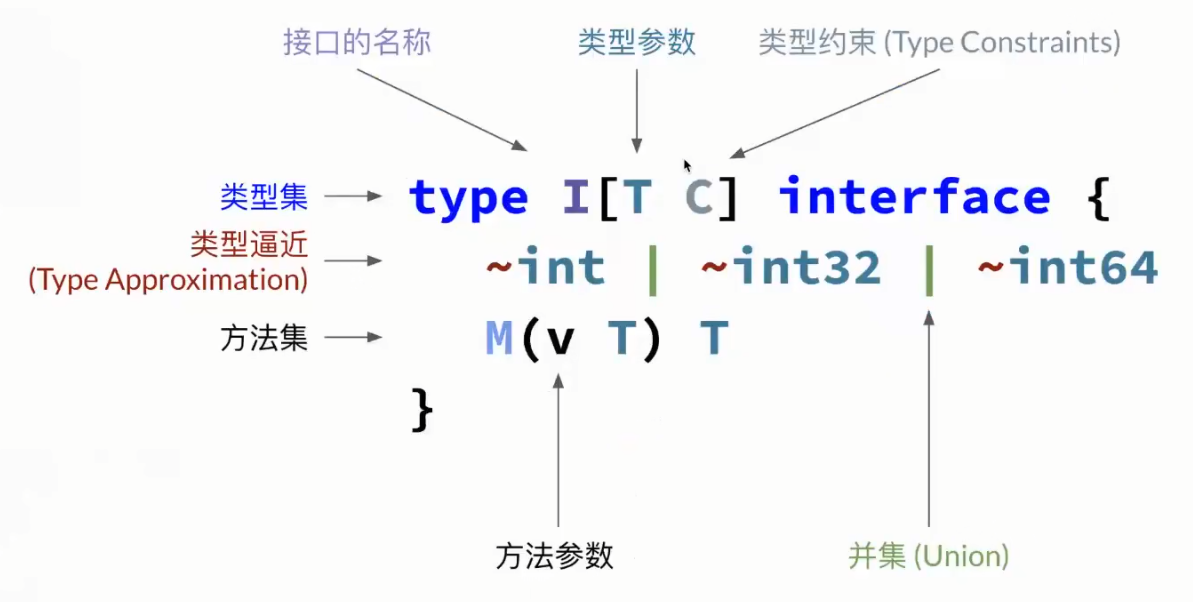 接口的名称 类型参数 类型约束 (Type Constraints)
类型集 type I[T C] interface {
类型逼近
(Type Approximation) ~int | ~int32 | ~int64
方法集 M(v T) T
}
方法参数 并集 (Union)